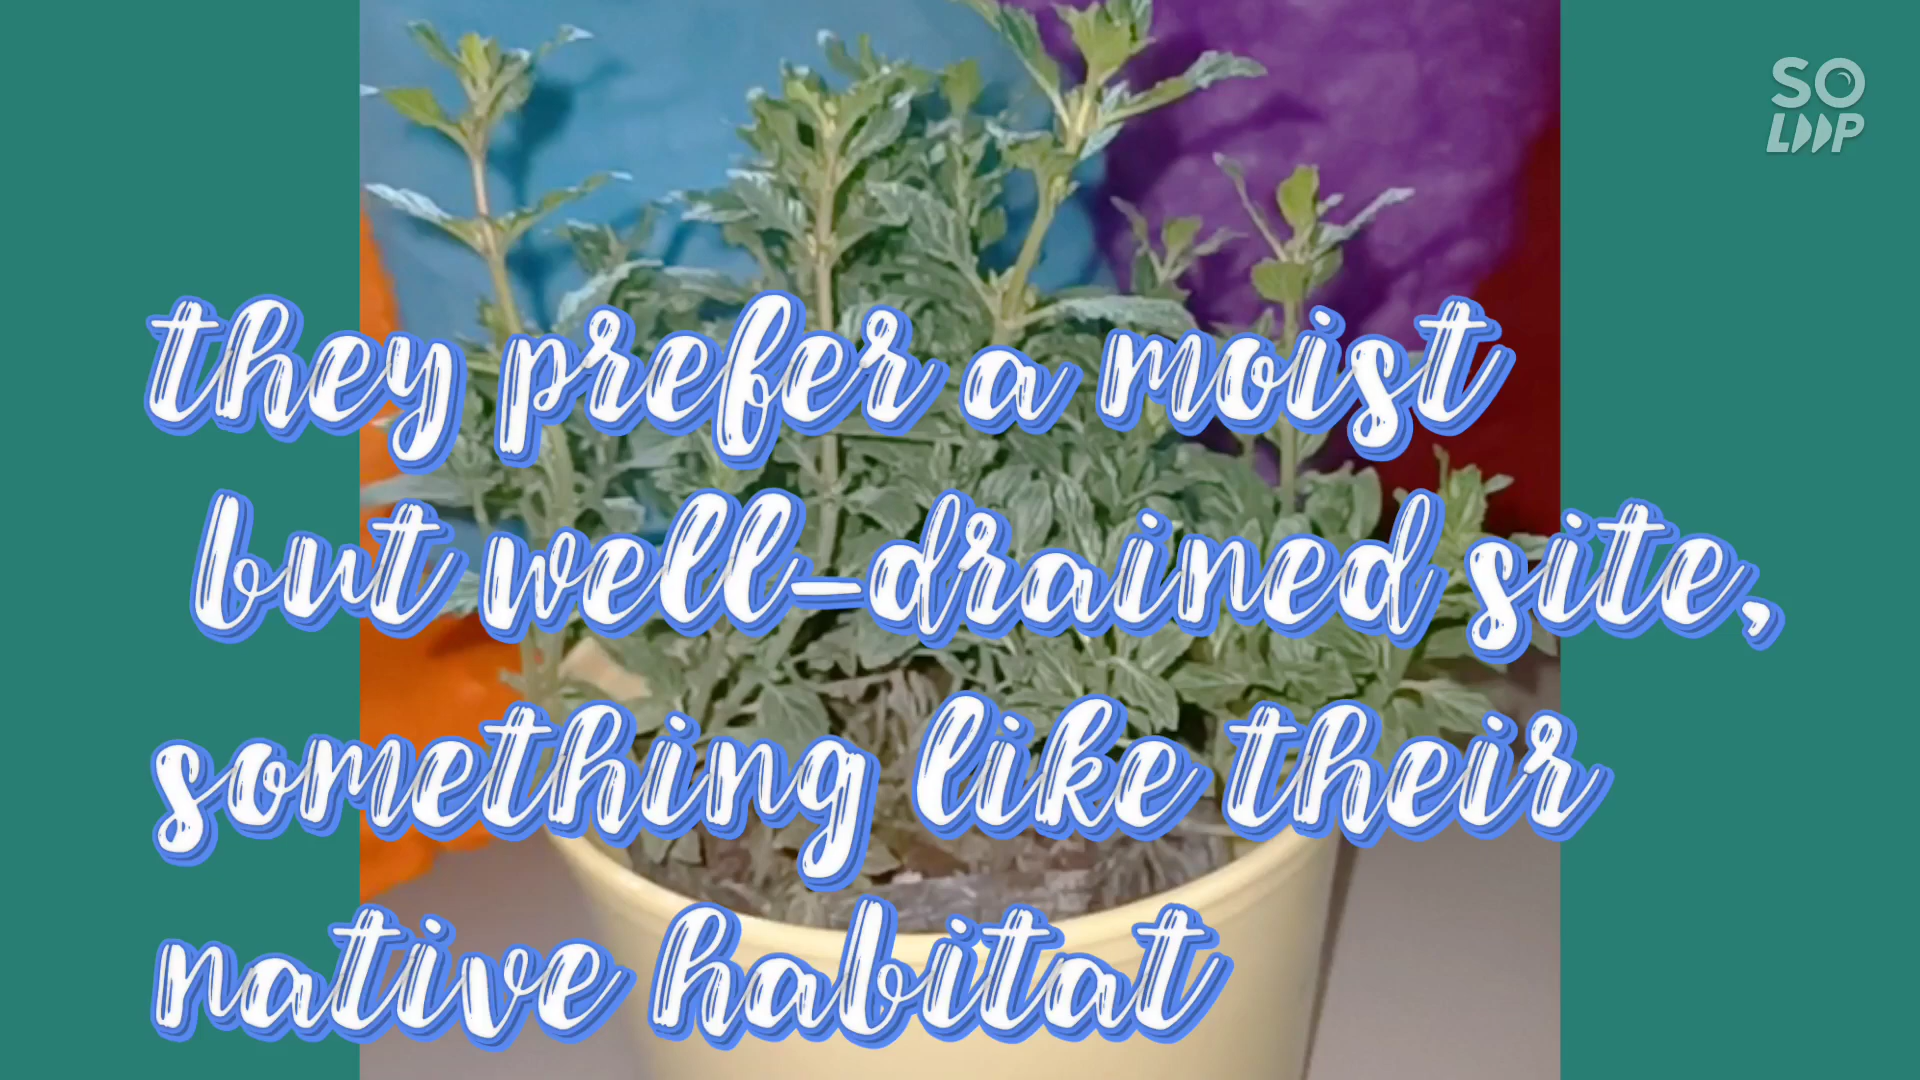 SO
LOOP
they prefer a moist
but well-drained site,
something like their
native habitat